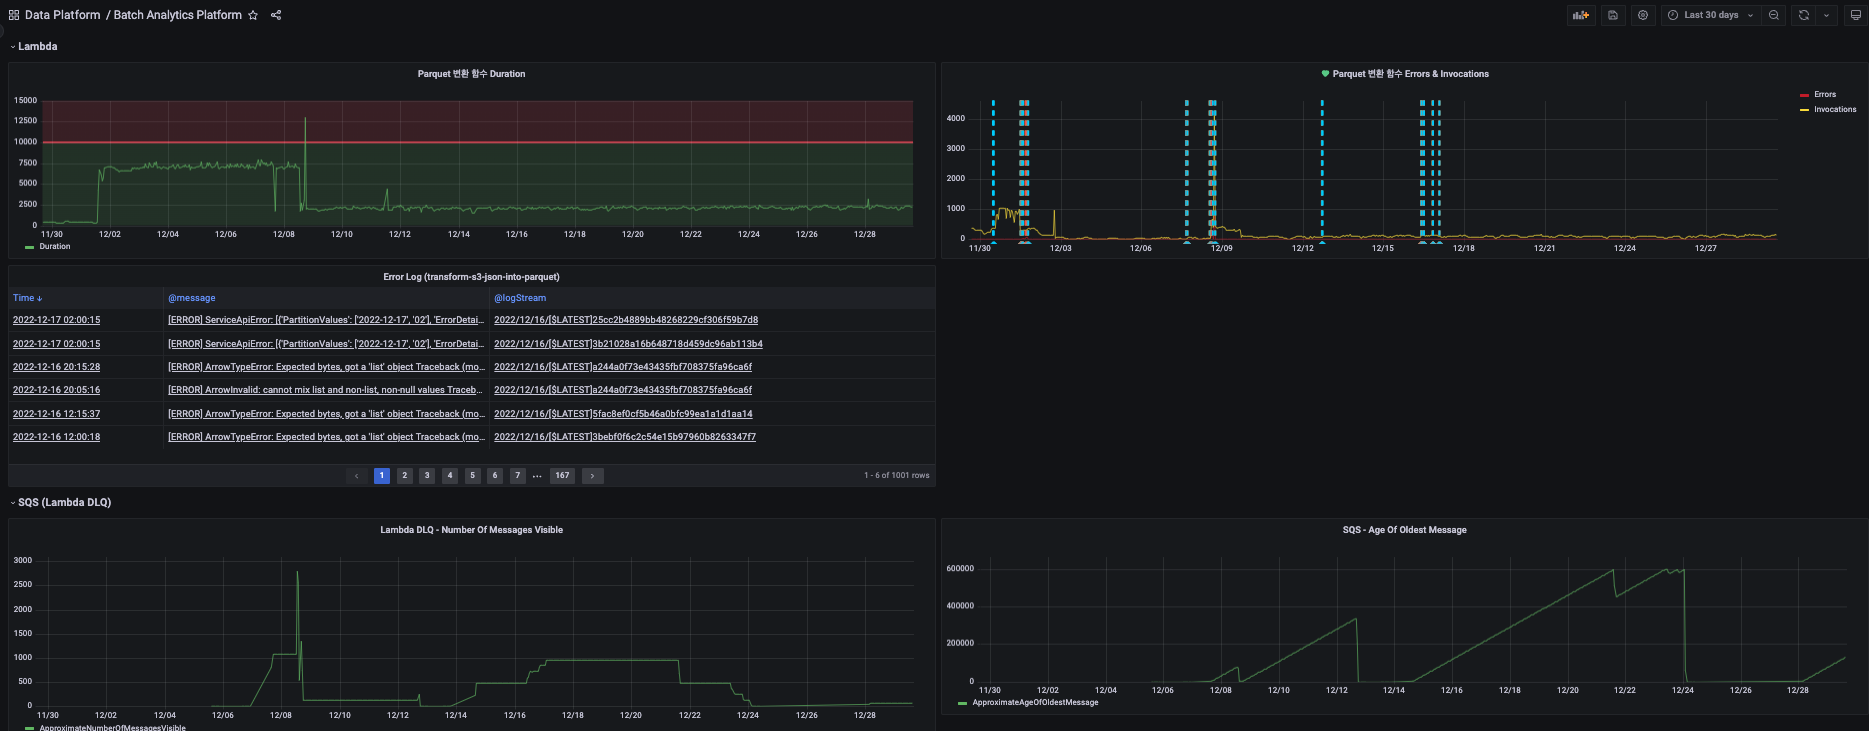 Data Platform / Batch Analytics Platform
Last 30 days
Lambda
Parquet 변환 함수 Duration
15000
12500
10000
7500
5000
2500
0
11/30 12/02 12/04 12/06 12/08 12/10 12/12 12/14 12/16 12/18 12/20 12/22 12/24 12/26 12/28
Duration
Parquet 변환 함수 Errors & Invocations
Errors
Invocations
4000
3000
2000
1000
0
11/30 12/03 12/06 12/09 12/12 12/15 12/18 12/21 12/24 12/27
Error Log (transform-s3-json-into-parquet)
Time ↓ @message @logStream
2022-12-17 02:00:15 [ERROR] ServiceApiError: [{'PartitionValues': ['2022-12-17', '02'], 'ErrorDetai... 2022/12/16/[$LATEST]25cc2b4889bb48268229cf306f59b7d8
2022-12-17 02:00:15 [ERROR] ServiceApiError: [{'PartitionValues': ['2022-12-17', '02'], 'ErrorDetai... 2022/12/16/[$LATEST]3b21028a16b648718d459dc96ab113b4
2022-12-16 20:15:28 [ERROR] ArrowTypeError: Expected bytes, got a 'list' object Traceback (mo... 2022/12/16/[$LATEST]a244a0f73e43435fbf708375fa96ca6f
2022-12-16 20:05:16 [ERROR] ArrowInvalid: cannot mix list and non-list, non-null values Traceb... 2022/12/16/[$LATEST]a244a0f73e43435fbf708375fa96ca6f
2022-12-16 12:15:37 [ERROR] ArrowTypeError: Expected bytes, got a 'list' object Traceback (mo... 2022/12/16/[$LATEST]5fac8ef0cf5b46a0bfc99ea1a1d1aa14
2022-12-16 12:00:18 [ERROR] ArrowTypeError: Expected bytes, got a 'list' object Traceback (mo... 2022/12/16/[$LATEST]3bebf0f6c2c54e15b97960b8263347f7
‹ 1 2 3 4 5 6 7 ... 167 › 1 - 6 of 1001 rows
SQS (Lambda DLQ)
Lambda DLQ - Number Of Messages Visible
3000
2500
2000
1500
1000
500
0
11/30 12/02 12/04 12/06 12/08 12/10 12/12 12/14 12/16 12/18 12/20 12/22 12/24 12/26 12/28
ApproximateNumberOfMessagesVisible
SQS - Age Of Oldest Message
600000
400000
200000
0
11/30 12/02 12/04 12/06 12/08 12/10 12/12 12/14 12/16 12/18 12/20 12/22 12/24 12/26 12/28
ApproximateAgeOfOldestMessage